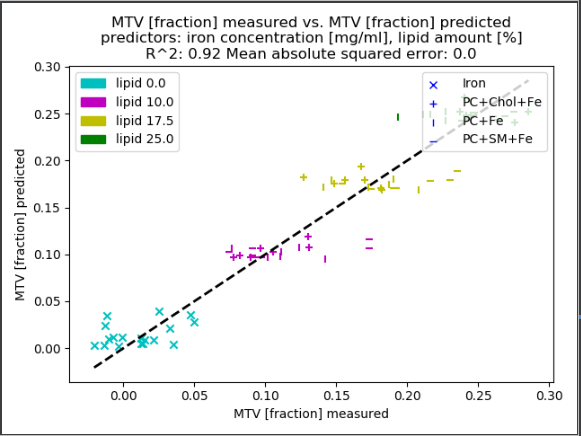 MTV [fraction] measured vs. MTV [fraction] predicted
predictors: iron concentration [mg/ml], lipid amount [%]
R^2: 0.92 Mean absolute squared error: 0.0
lipid 0.0
lipid 10.0
lipid 17.5
lipid 25.0
Iron
PC+Chol+Fe
PC+Fe
PC+SM+Fe
MTV [fraction] predicted
0.30
0.25
0.20
0.15
0.10
0.05
0.00
0.00 0.05 0.10 0.15 0.20 0.25 0.30
MTV [fraction] measured